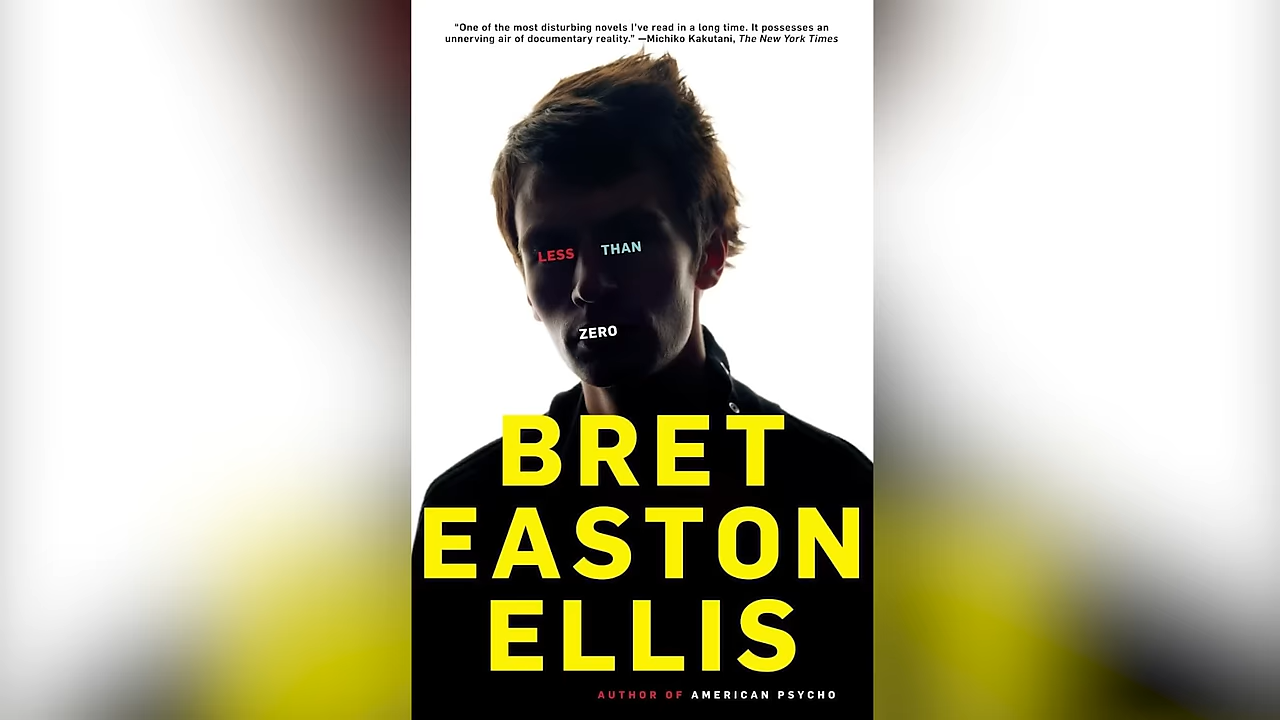 “One of the most disturbing novels I’ve read in a long time. It possesses an
unnerving air of documentary reality.” —Michiko Kakutani, The New York Times
LESS THAN
ZERO
BRET
EASTON
ELLIS
AUTHOR OF AMERICAN PSYCHO